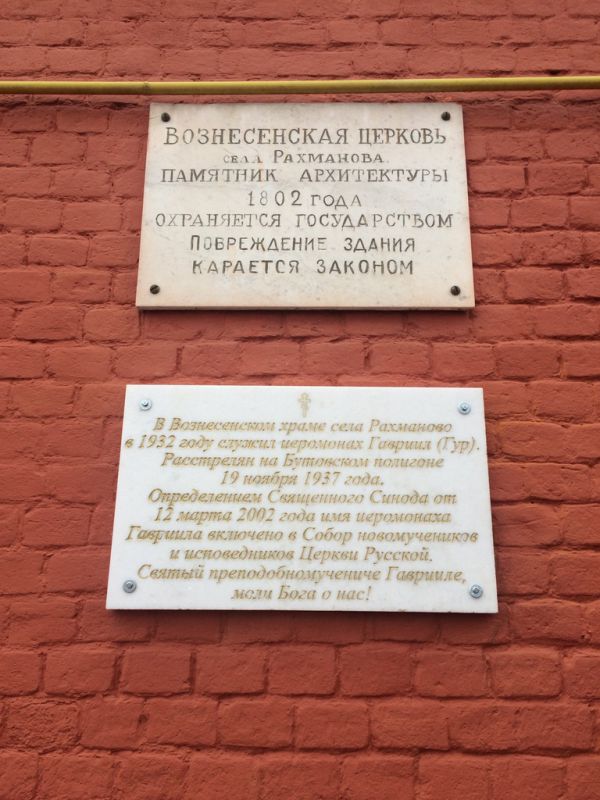 ВОЗНЕСЕНСКАЯ ЦЕРКОВЬ
СЕЛА РАХМАНОВА.
ПАМЯТНИК АРХИТЕКТУРЫ
1802 ГОДА
ОХРАНЯЕТСЯ ГОСУДАРСТВОМ
ПОВРЕЖДЕНИЕ ЗДАНИЯ
КАРАЕТСЯ ЗАКОНОМ
В Вознесенском храме села Рахманово
в 1932 году служил иеромонах Гавриил (Гур).
Расстрелян на Бутовском полигоне
19 ноября 1937 года.
Определением Священного Синода от
12 марта 2002 года имя иеромонаха
Гавриила включено в Собор новомучеников
и исповедников Церкви Русской.
Святый преподобномучениче Гаврииле,
моли Бога о нас!